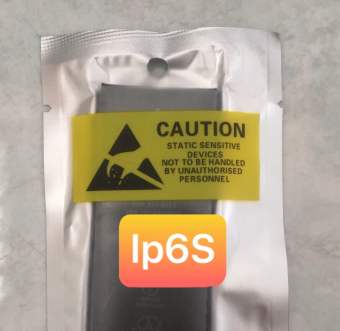 CAUTION
STATIC SENSITIVE
DEVICES
NOT TO BE HANDLED
BY UNAUTHORISED
PERSONNEL
Ip6S